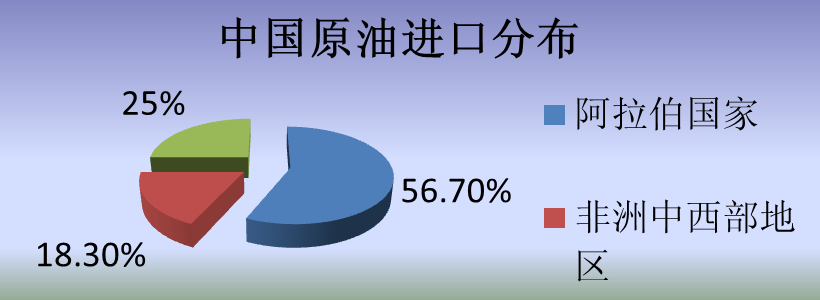 中国原油进口分布
25%
阿拉伯国家
56.70%
非洲中西部地
区
18.30%